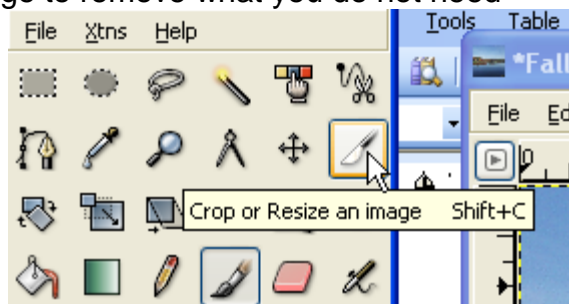 ge to remove what you do not need
File Xtns Help
Tools Table
*Fall
File Ed
Crop or Resize an image Shift+C